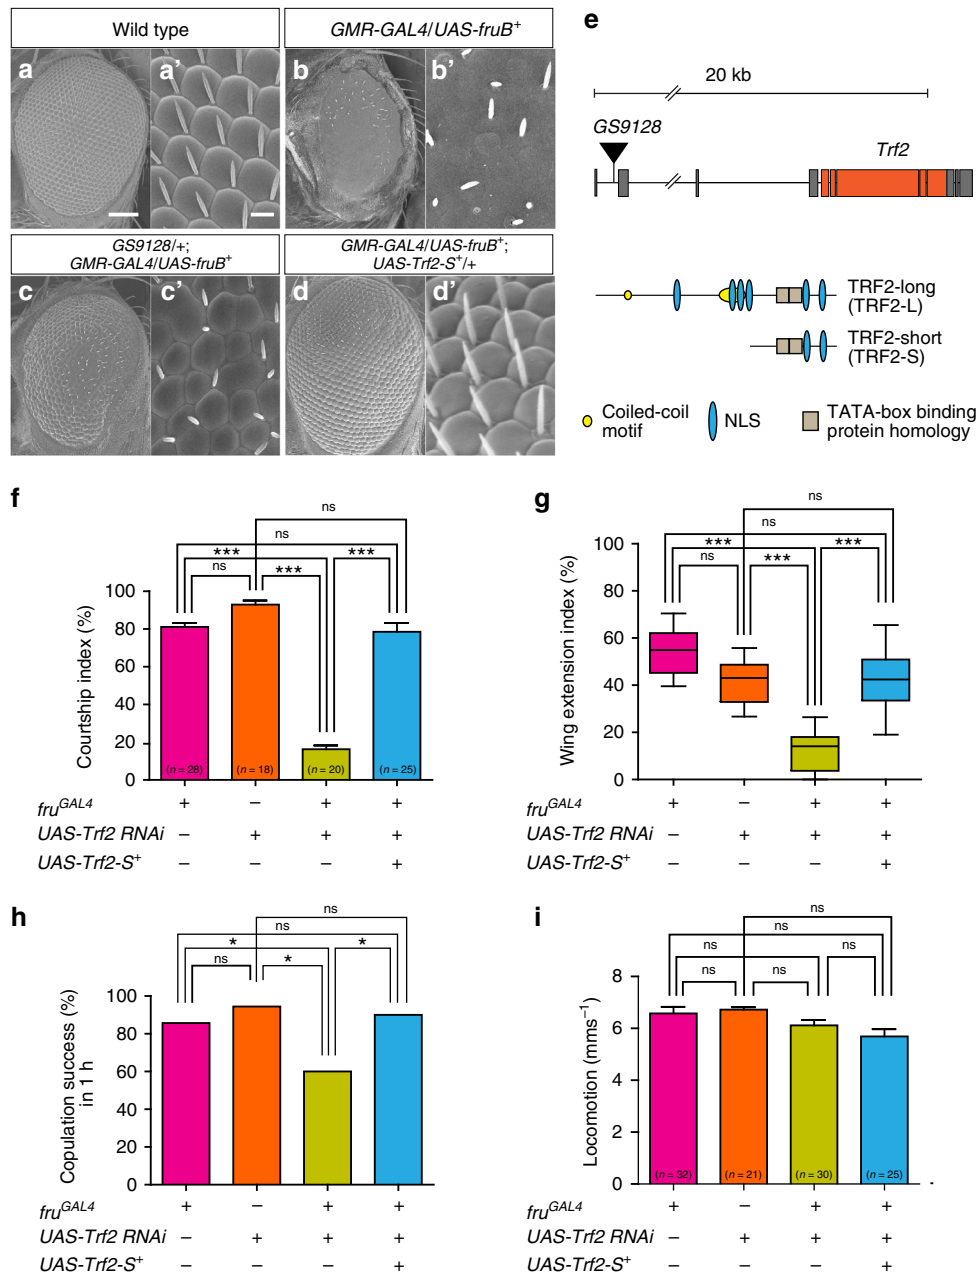 Wild type
GMR-GAL4/UAS-fruB+
a
a'
b
b'
GS9128/+;
GMR-GAL4/UAS-fruB+
GMR-GAL4/UAS-fruB+;
UAS-Trf2-S+/+
c
c'
d
d'
e
20 kb
GS9128
Trf2
TRF2-long
(TRF2-L)
TRF2-short
(TRF2-S)
Coiled-coil
motif
NLS
TATA-box binding
protein homology
f
ns
ns
***
***
ns
***
Courtship index (%)
100
80
60
40
20
0
(n = 28)
(n = 18)
(n = 20)
(n = 25)
fruGAL4 + – + +
UAS-Trf2 RNAi – + + +
UAS-Trf2-S+ – – – +
g
ns
ns
***
***
ns
***
Wing extension index (%)
100
80
60
40
20
0
fruGAL4 + – + +
UAS-Trf2 RNAi – + + +
UAS-Trf2-S+ – – – +
h
ns
ns
*
*
ns
*
Copulation success
in 1 h
(%)
100
80
60
40
20
0
fruGAL4 + – + +
UAS-Trf2 RNAi – + + +
UAS-Trf2-S+ – – – +
i
ns
ns
ns
ns
ns
ns
Locomotion (mms−1)
8
6
4
2
0
(n = 32)
(n = 21)
(n = 30)
(n = 25)
fruGAL4 + – + +
UAS-Trf2 RNAi – + + +
UAS-Trf2-S+ – – – +